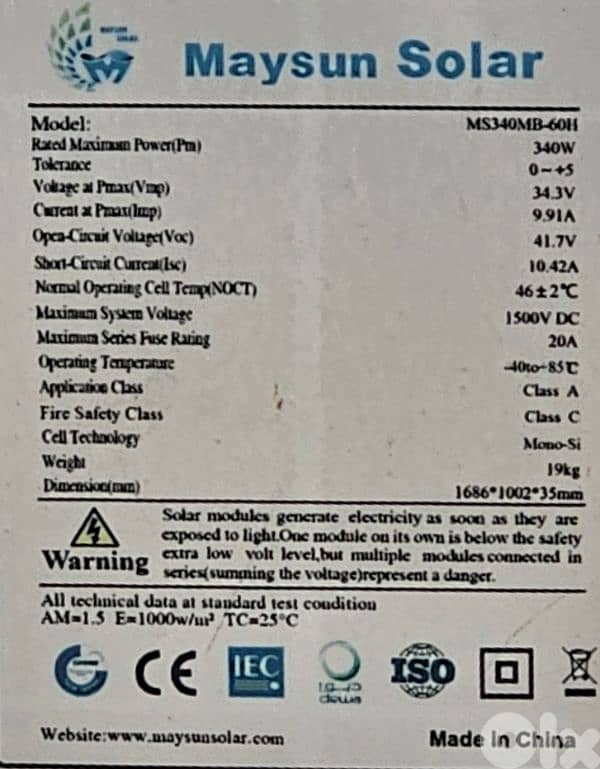 MAYSUN
SOLAR
Maysun Solar
Model: MS340MB-60H
Rated Maximum Power(Pm) 340W
Tolerance 0~+5
Voltage at Pmax(Vmp) 34.3V
Current at Pmax(Imp) 9.91A
Open-Circuit Voltage(Voc) 41.7V
Short-Circuit Current(Isc) 10.42A
Normal Operating Cell Temp(NOCT) 46±2℃
Maximum System Voltage 1500V DC
Maximum Series Fuse Rating 20A
Operating Temperature -40to+85℃
Application Class Class A
Fire Safety Class Class C
Cell Technology Mono-Si
Weight 19kg
Dimension(mm) 1686*1002*35mm
Warning
Solar modules generate electricity as soon as they are
exposed to light.One module on its own is below the safety
extra low volt level,but multiple modules connected in
series(summing the voltage)represent a danger.
All technical data at standard test condition
AM=1.5 E=1000w/m² TC=25°C
CE IEC dewa ISO
Website:www.maysunsolar.com Made in China
olx